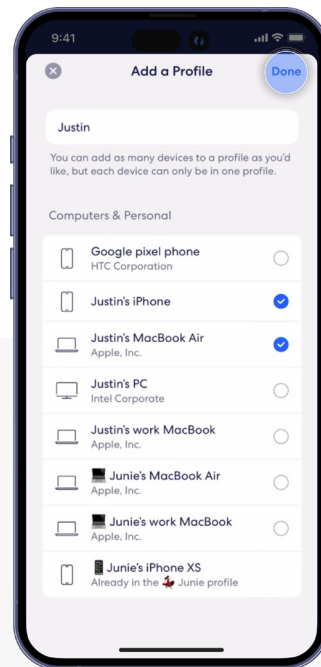 9:41
Add a Profile
Done
Justin
You can add as many devices to a profile as you'd
like, but each device can only be in one profile.
Computers & Personal
Google pixel phone
HTC Corporation
Justin's iPhone
Justin's MacBook Air
Apple, Inc.
Justin's PC
Intel Corporate
Justin's work MacBook
Apple, Inc.
Junie's MacBook Air
Apple, Inc.
Junie's work MacBook
Apple, Inc.
Junie's iPhone XS
Already in the 💃 Junie profile